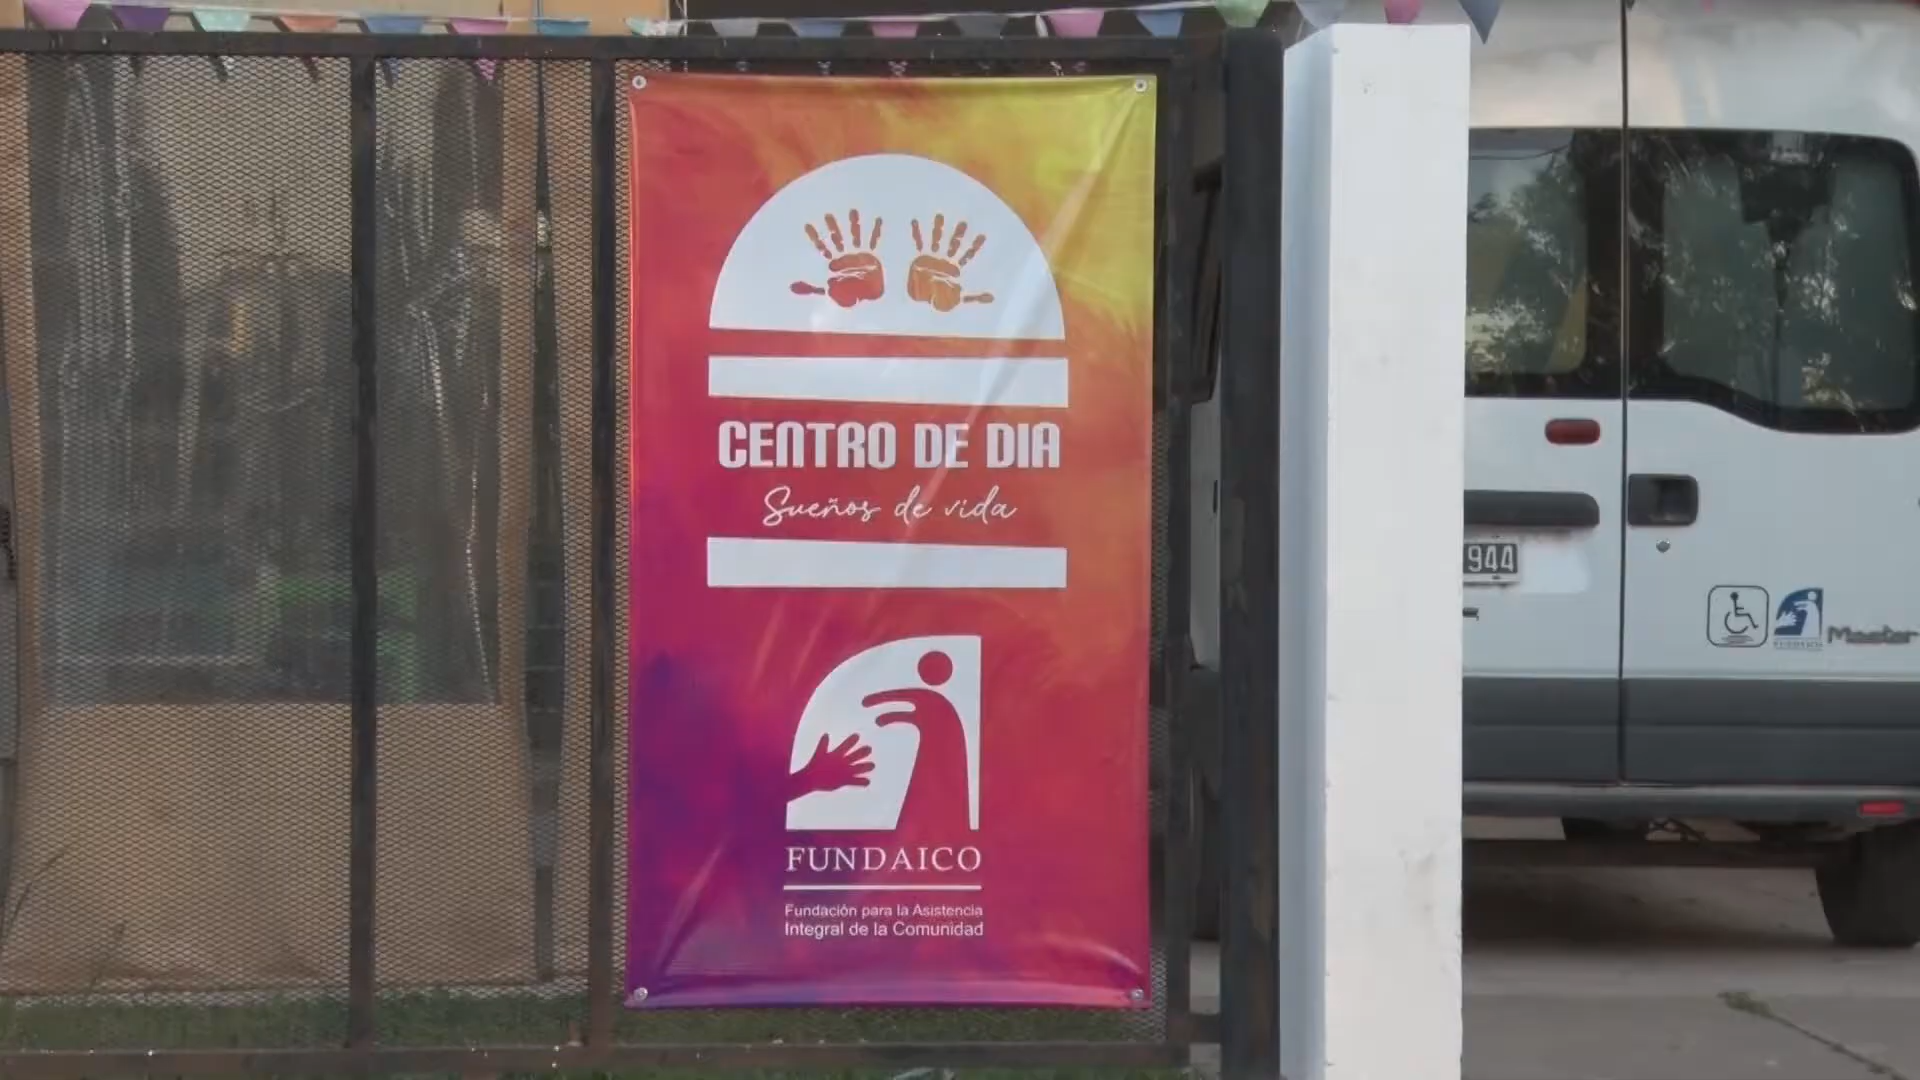 CENTRO DE DIA
Sueños de vida
FUNDAICO
Fundación para la Asistencia
Integral de la Comunidad
944
Master